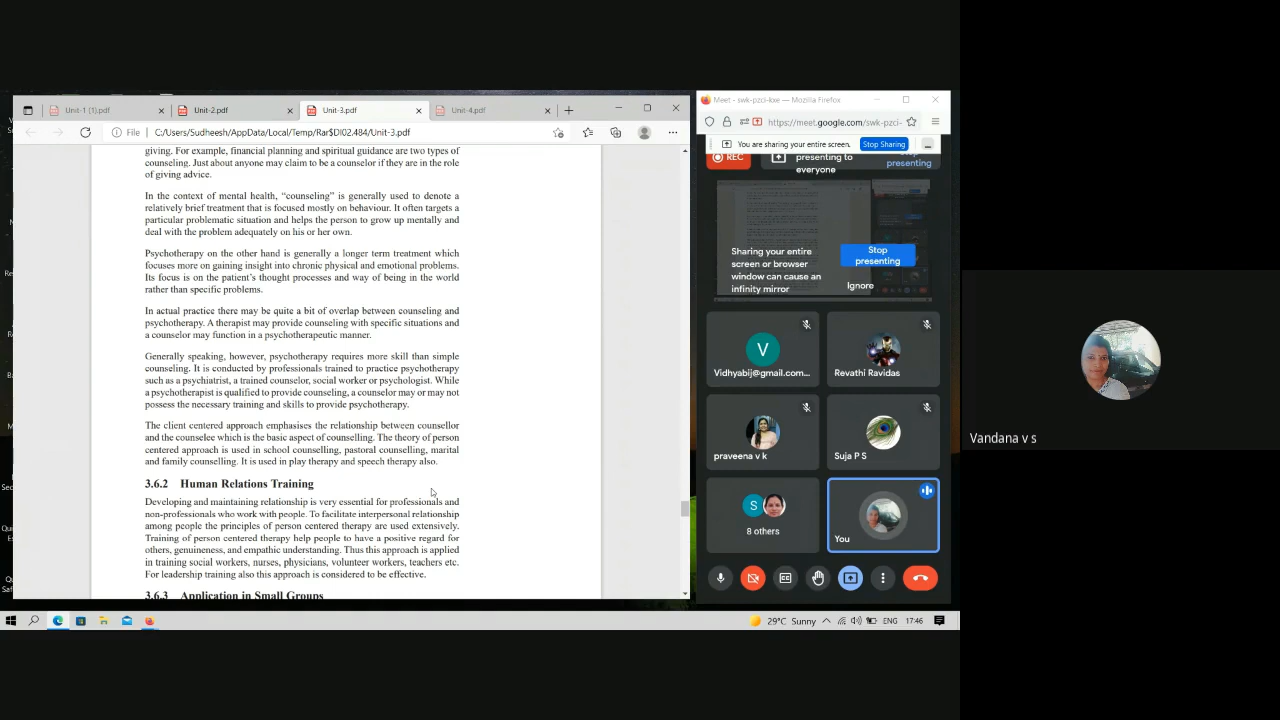 Unit-1 (1).pdf
Unit-2.pdf
Unit-3.pdf
Unit-4.pdf
File
C:/Users/Sudheesh/AppData/Local/Temp/Rar$DI02.484/Unit-3.pdf
giving. For example, financial planning and spiritual guidance are two types of
counseling. Just about anyone may claim to be a counselor if they are in the role
of giving advice.
In the context of mental health, “counseling” is generally used to denote a
relatively brief treatment that is focused mostly on behaviour. It often targets a
particular problematic situation and helps the person to grow up mentally and
deal with the problem adequately on his or her own.
Psychotherapy on the other hand is generally a longer term treatment which
focuses more on gaining insight into chronic physical and emotional problems.
Its focus is on the patient’s thought processes and way of being in the world
rather than specific problems.
In actual practice there may be quite a bit of overlap between counseling and
psychotherapy. A therapist may provide counseling with specific situations and
a counselor may function in a psychotherapeutic manner.
Generally speaking, however, psychotherapy requires more skill than simple
counseling. It is conducted by professionals trained to practice psychotherapy
such as a psychiatrist, a trained counselor, social worker or psychologist. While
a psychotherapist is qualified to provide counseling, a counselor may or may not
possess the necessary training and skills to provide psychotherapy.
The client centered approach emphasises the relationship between counsellor
and the counselee which is the basic aspect of counselling. The theory of person
centered approach is used in school counselling, pastoral counselling, marital
and family counselling. It is used in play therapy and speech therapy also.
3.6.2 Human Relations Training
Developing and maintaining relationship is very essential for professionals and
non-professionals who work with people. To facilitate interpersonal relationship
among people the principles of person centered therapy are used extensively.
Training of person centered therapy help people to have a positive regard for
others, genuineness, and empathic understanding. Thus this approach is applied
in training social workers, nurses, physicians, volunteer workers, teachers etc.
For leadership training also this approach is considered to be effective.
3.6.3 Application in Small Groups
Meet - swk-pzci-kxe — Mozilla Firefox
https://meet.google.com/swk-pzci-
You are sharing your entire screen.
Stop Sharing
REC
presenting to
everyone
presenting
Sharing your entire
screen or browser
window can cause an
infinity mirror
Stop
presenting
Ignore
V
Vidhyabij@gmail.com...
Revathi Ravidas
praveena v k
Suja P S
S
8 others
You
Vandana v s
29°C Sunny
ENG
17:46